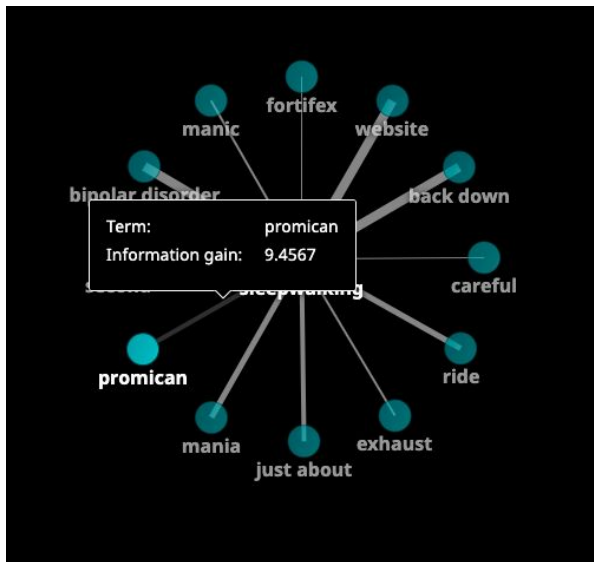 fortifex
manic
website
bipolar disorder
back down
Term: promican
Information gain: 9.4567
careful
sleepwalking
promican
ride
mania
exhaust
just about